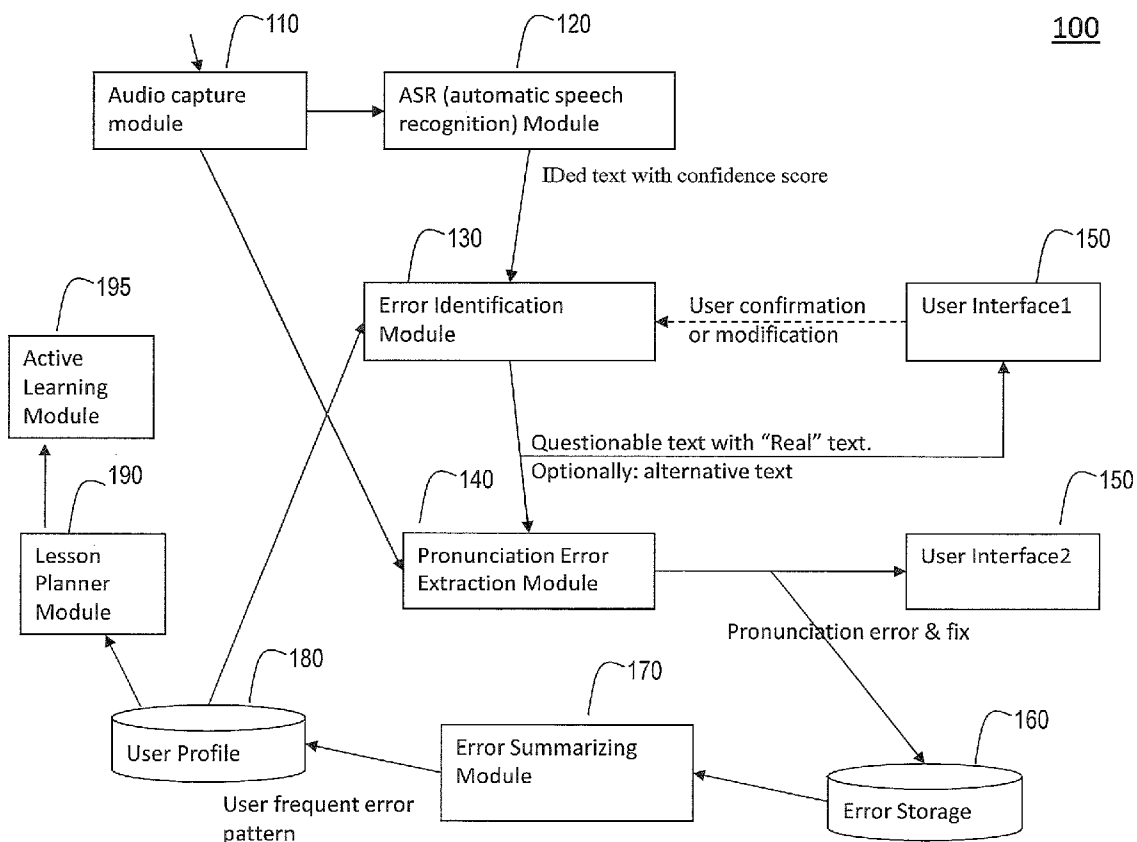 100
110
Audio capture
module
120
ASR (automatic speech
recognition) Module
IDed text with confidence score
130
Error Identification
Module
User confirmation
or modification
150
User Interface1
195
Active
Learning
Module
Questionable text with “Real” text.
Optionally: alternative text
190
Lesson
Planner
Module
140
Pronunciation Error
Extraction Module
150
User Interface2
Pronunciation error & fix
180
User Profile
170
Error Summarizing
Module
160
Error Storage
User frequent error
pattern